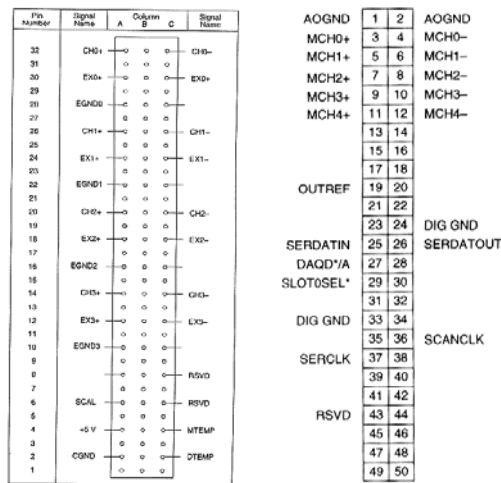 Pin Number Signal Name Column A B C Signal Name
32 CH0+ CH0–
31
30 EX0+ EX0+
29
28 EGND0
27
26 CH1+ CH1–
25
24 EX1+ EX1–
23
22 EGND1
21
20 CH2+ CH2–
19
18 EX2+ EX2–
17
16 EGND2
15
14 CH3+ CH3–
13
12 EX3+ EX3–
11
10 EGND3
9
8 RSVD
7
6 SCAL RSVD
5
4 +5 V MTEMP
3
2 CGND DTEMP
1
AOGND 1 2 AOGND
MCH0+ 3 4 MCH0–
MCH1+ 5 6 MCH1–
MCH2+ 7 8 MCH2–
MCH3+ 9 10 MCH3–
MCH4+ 11 12 MCH4–
13 14
15 16
17 18
OUTREF 19 20
21 22
23 24 DIG GND
SERDATIN 25 26 SERDATOUT
DAQD*/A 27 28
SLOT0SEL* 29 30
31 32
DIG GND 33 34
35 36 SCANCLK
SERCLK 37 38
39 40
41 42
RSVD 43 44
45 46
47 48
49 50